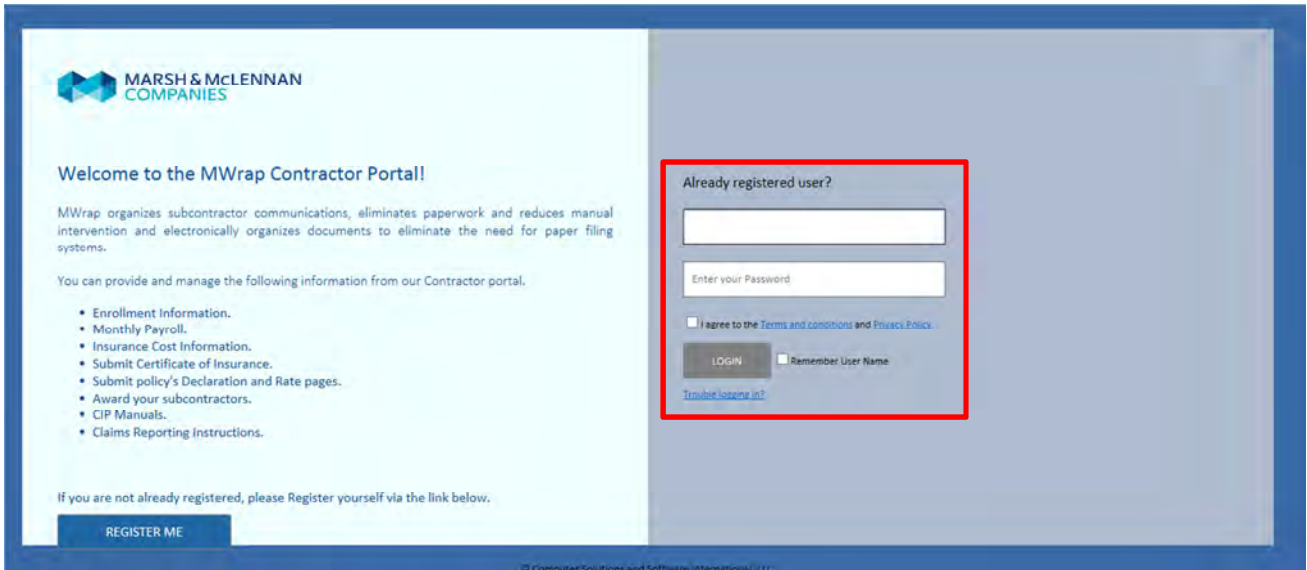 MARSH & McLENNAN
COMPANIES
Welcome to the MWrap Contractor Portal!
MWrap organizes subcontractor communications, eliminates paperwork and reduces manual
intervention and electronically organizes documents to eliminate the need for paper filing
systems.
You can provide and manage the following information from our Contractor portal.
• Enrollment Information.
• Monthly Payroll.
• Insurance Cost Information.
• Submit Certificate of Insurance.
• Submit policy's Declaration and Rate pages.
• Award your subcontractors.
• CIP Manuals.
• Claims Reporting Instructions.
If you are not already registered, please Register yourself via the link below.
REGISTER ME
Already registered user?
Enter your Password
I agree to the Terms and conditions and Privacy Policy.
LOGIN
Remember User Name
Trouble logging in?
© Computer Solutions and Software International